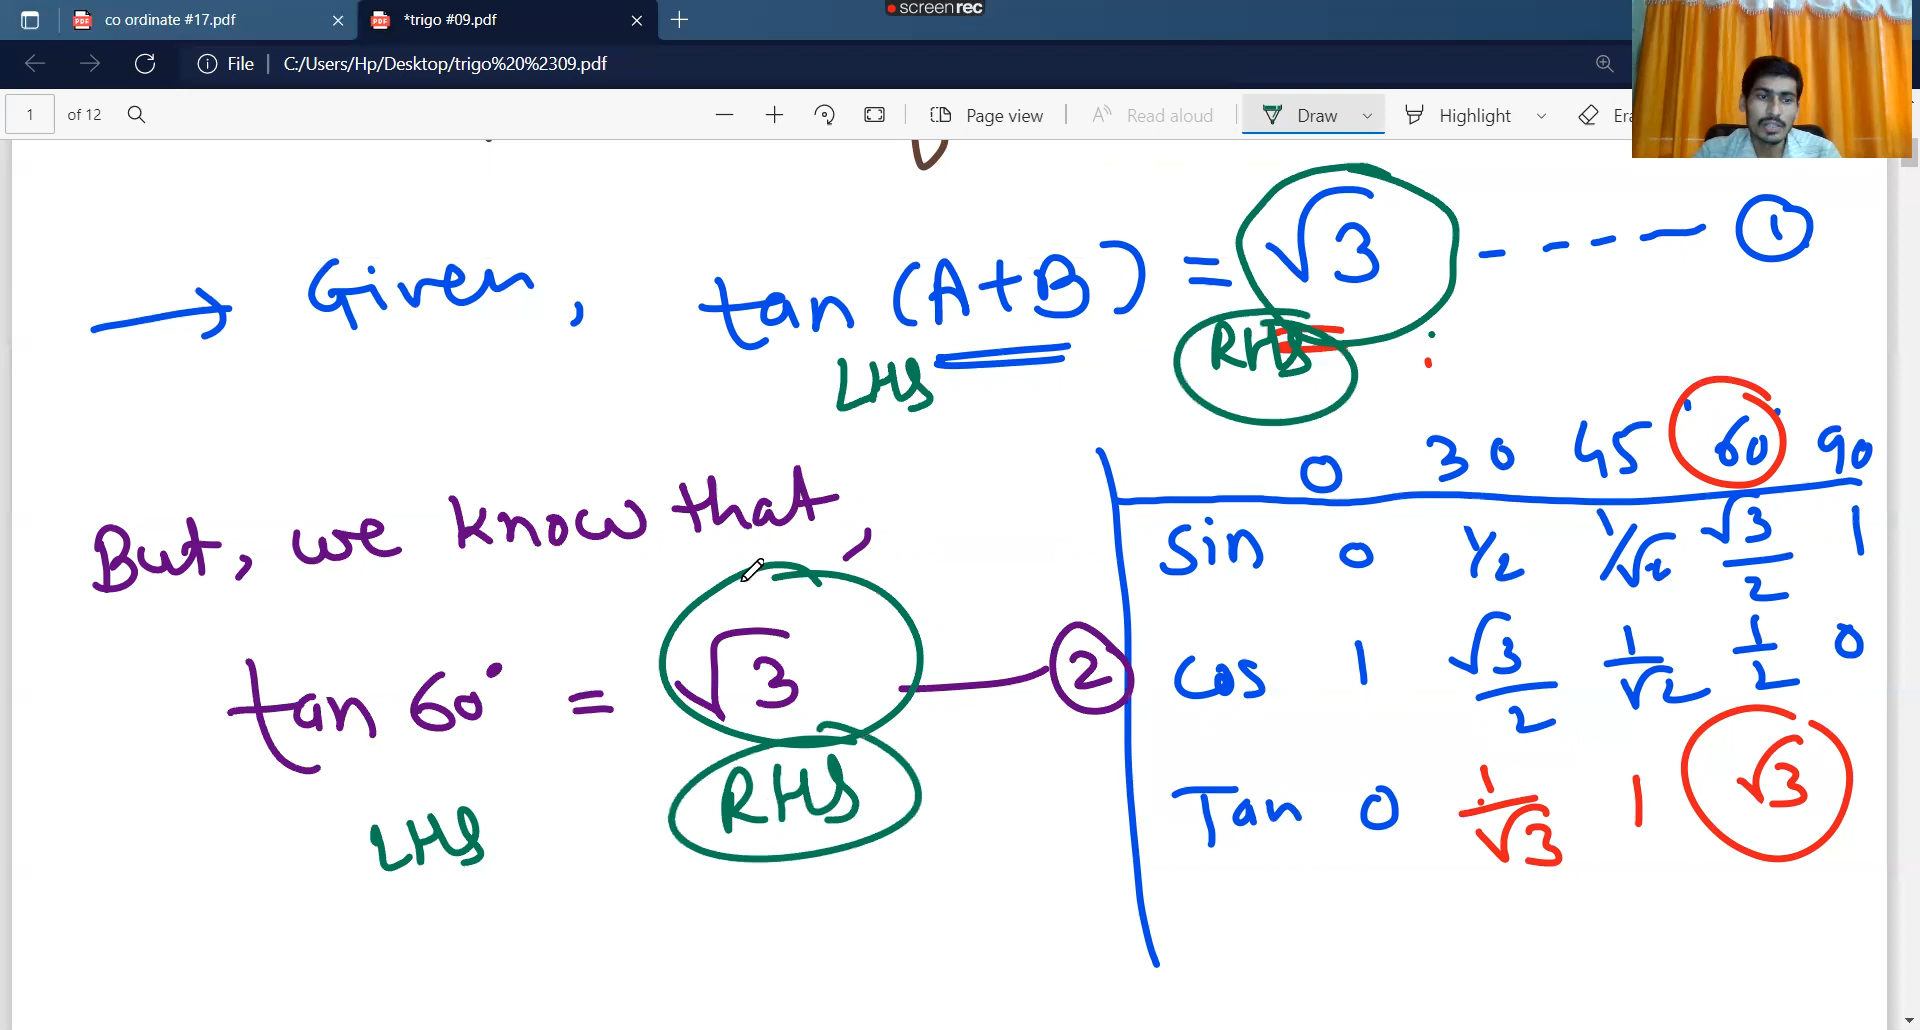 co ordinate #17.pdf
*trigo #09.pdf
screenrec
File C:/Users/Hp/Desktop/trigo%20%2309.pdf
1 of 12 Page view Read aloud Draw Highlight Era
Given, tan (A+B) = √3 - - - - - 1
LHS RHS
But, we know that,
tan 60° = √3 — 2
LHS RHS
0 30 45 60 90
Sin 0 1/2 1/√2 √3/2 1
Cos 1 √3/2 1/√2 1/2 0
Tan 0 1/√3 1 √3